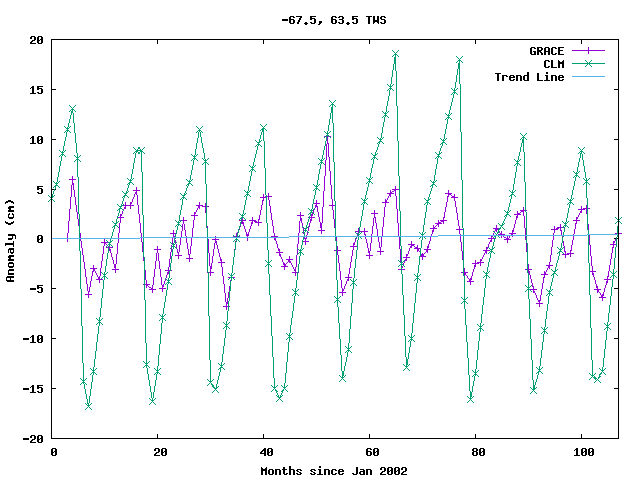 -67.5, 63.5 TWS
GRACE
CLM
Trend Line
20
15
10
5
0
-5
-10
-15
-20
Anomaly (cm)
0 20 40 60 80 100
Months since Jan 2002